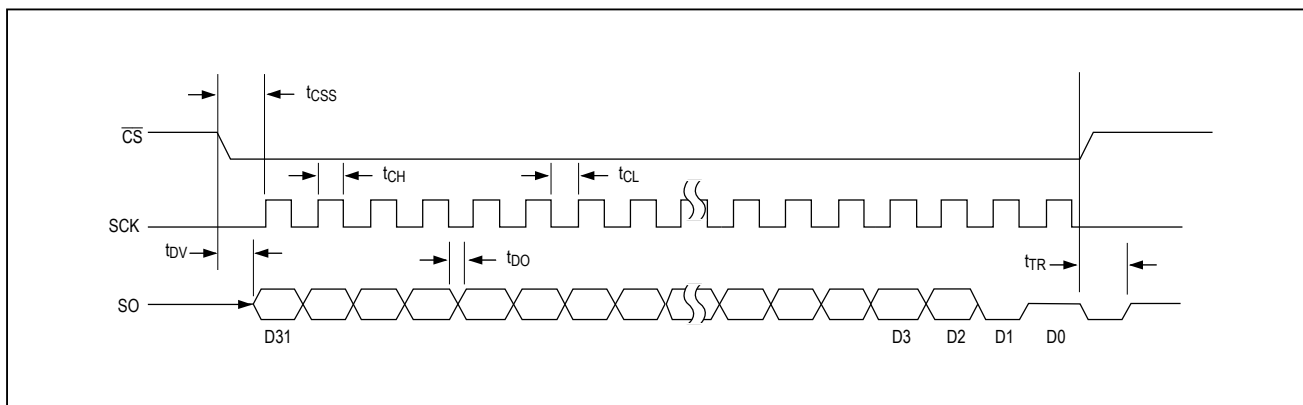 tCSS
CS
tCH
tCL
SCK
tDV
tDO
tTR
SO
D31
D3
D2
D1
D0